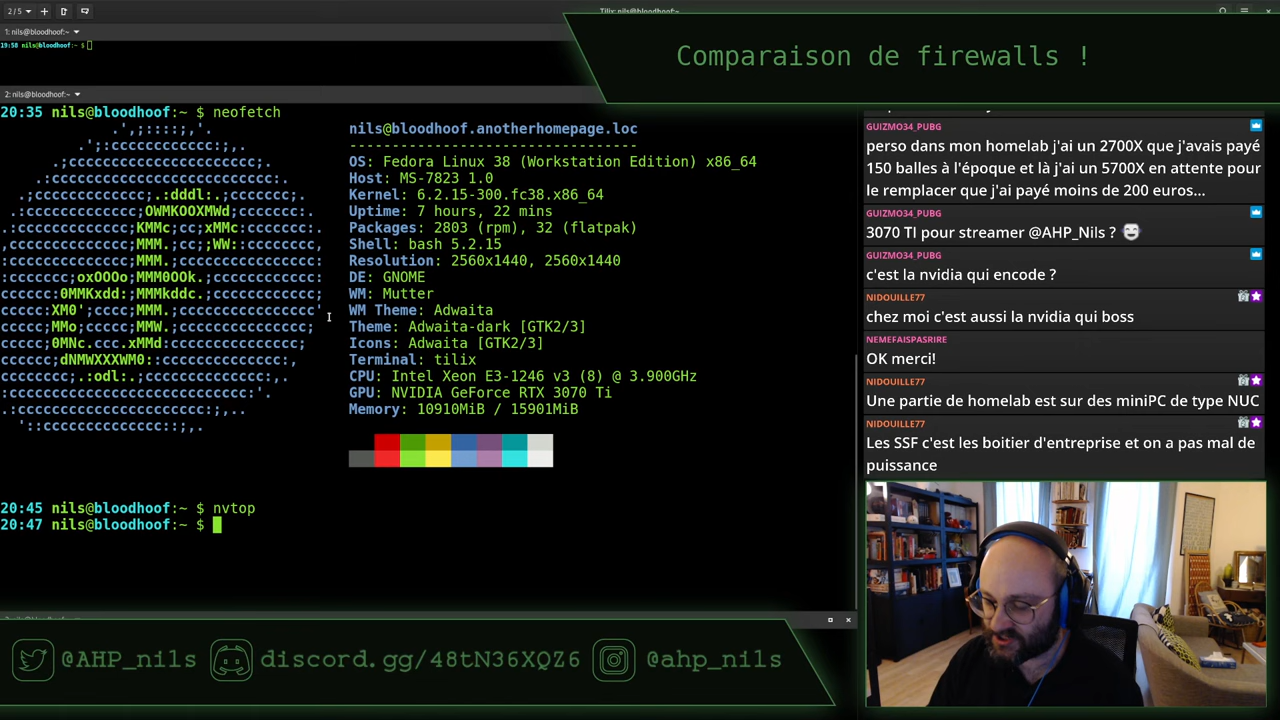 2 / 5
Tilix: nils@bloodhoof:~
1: nils@bloodhoof:~
19:58 nils@bloodhoof:~ $
Comparaison de firewalls !
2: nils@bloodhoof:~
20:35 nils@bloodhoof:~ $ neofetch
nils@bloodhoof.anotherhomepage.loc
----------------------------------
OS: Fedora Linux 38 (Workstation Edition) x86_64
Host: MS-7823 1.0
Kernel: 6.2.15-300.fc38.x86_64
Uptime: 7 hours, 22 mins
Packages: 2803 (rpm), 32 (flatpak)
Shell: bash 5.2.15
Resolution: 2560x1440, 2560x1440
DE: GNOME
WM: Mutter
WM Theme: Adwaita
Theme: Adwaita-dark [GTK2/3]
Icons: Adwaita [GTK2/3]
Terminal: tilix
CPU: Intel Xeon E3-1246 v3 (8) @ 3.900GHz
GPU: NVIDIA GeForce RTX 3070 Ti
Memory: 10910MiB / 15901MiB
20:45 nils@bloodhoof:~ $ nvtop
20:47 nils@bloodhoof:~ $
GUIZMO34_PUBG
perso dans mon homelab j'ai un 2700X que j'avais payé
150 balles à l'époque et là j'ai un 5700X en attente pour
le remplacer que j'ai payé moins de 200 euros...
GUIZMO34_PUBG
3070 TI pour streamer @AHP_Nils ?
GUIZMO34_PUBG
c'est la nvidia qui encode ?
NIDOUILLE77
chez moi c'est aussi la nvidia qui boss
NEMEFAISPASRIRE
OK merci!
NIDOUILLE77
Une partie de homelab est sur des miniPC de type NUC
NIDOUILLE77
Les SSF c'est les boitier d'entreprise et on a pas mal de
puissance
@AHP_nils
discord.gg/48tN36XQZ6
@ahp_nils